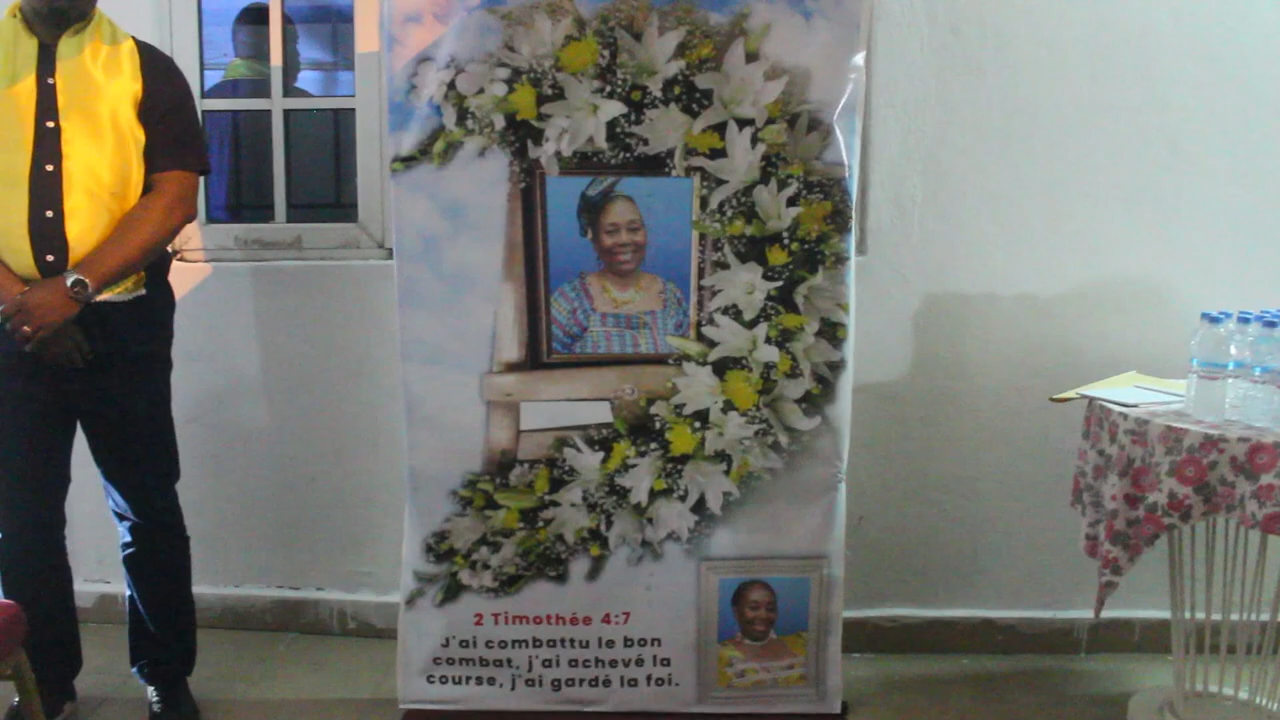 2 Timothée 4:7
J'ai combattu le bon
combat, j'ai achevé la
course, j'ai gardé la foi.